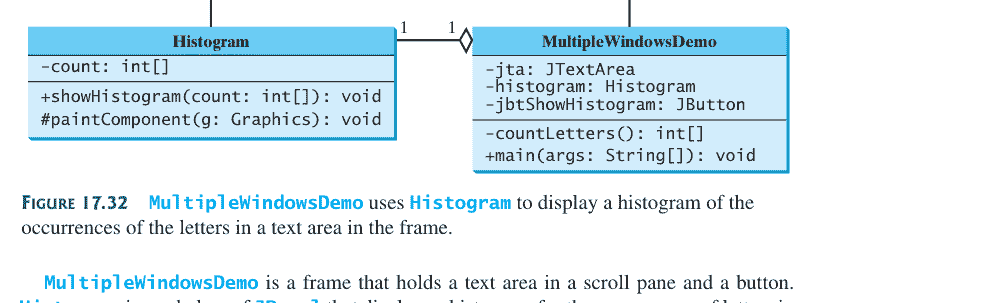 1 1
Histogram
-count: int[]
+showHistogram(count: int[]): void
#paintComponent(g: Graphics): void
MultipleWindowsDemo
-jta: JTextArea
-histogram: Histogram
-jbtShowHistogram: JButton
-countLetters(): int[]
+main(args: String[]): void
FIGURE 17.32 MultipleWindowsDemo uses Histogram to display a histogram of the
occurrences of the letters in a text area in the frame.
MultipleWindowsDemo is a frame that holds a text area in a scroll pane and a button.